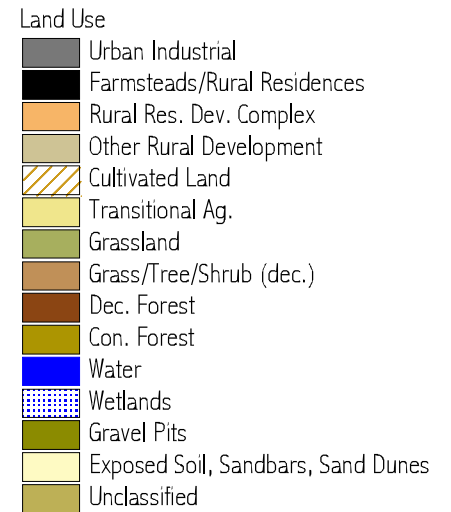 Land Use
Urban Industrial
Farmsteads/Rural Residences
Rural Res. Dev. Complex
Other Rural Development
Cultivated Land
Transitional Ag.
Grassland
Grass/Tree/Shrub (dec.)
Dec. Forest
Con. Forest
Water
Wetlands
Gravel Pits
Exposed Soil, Sandbars, Sand Dunes
Unclassified